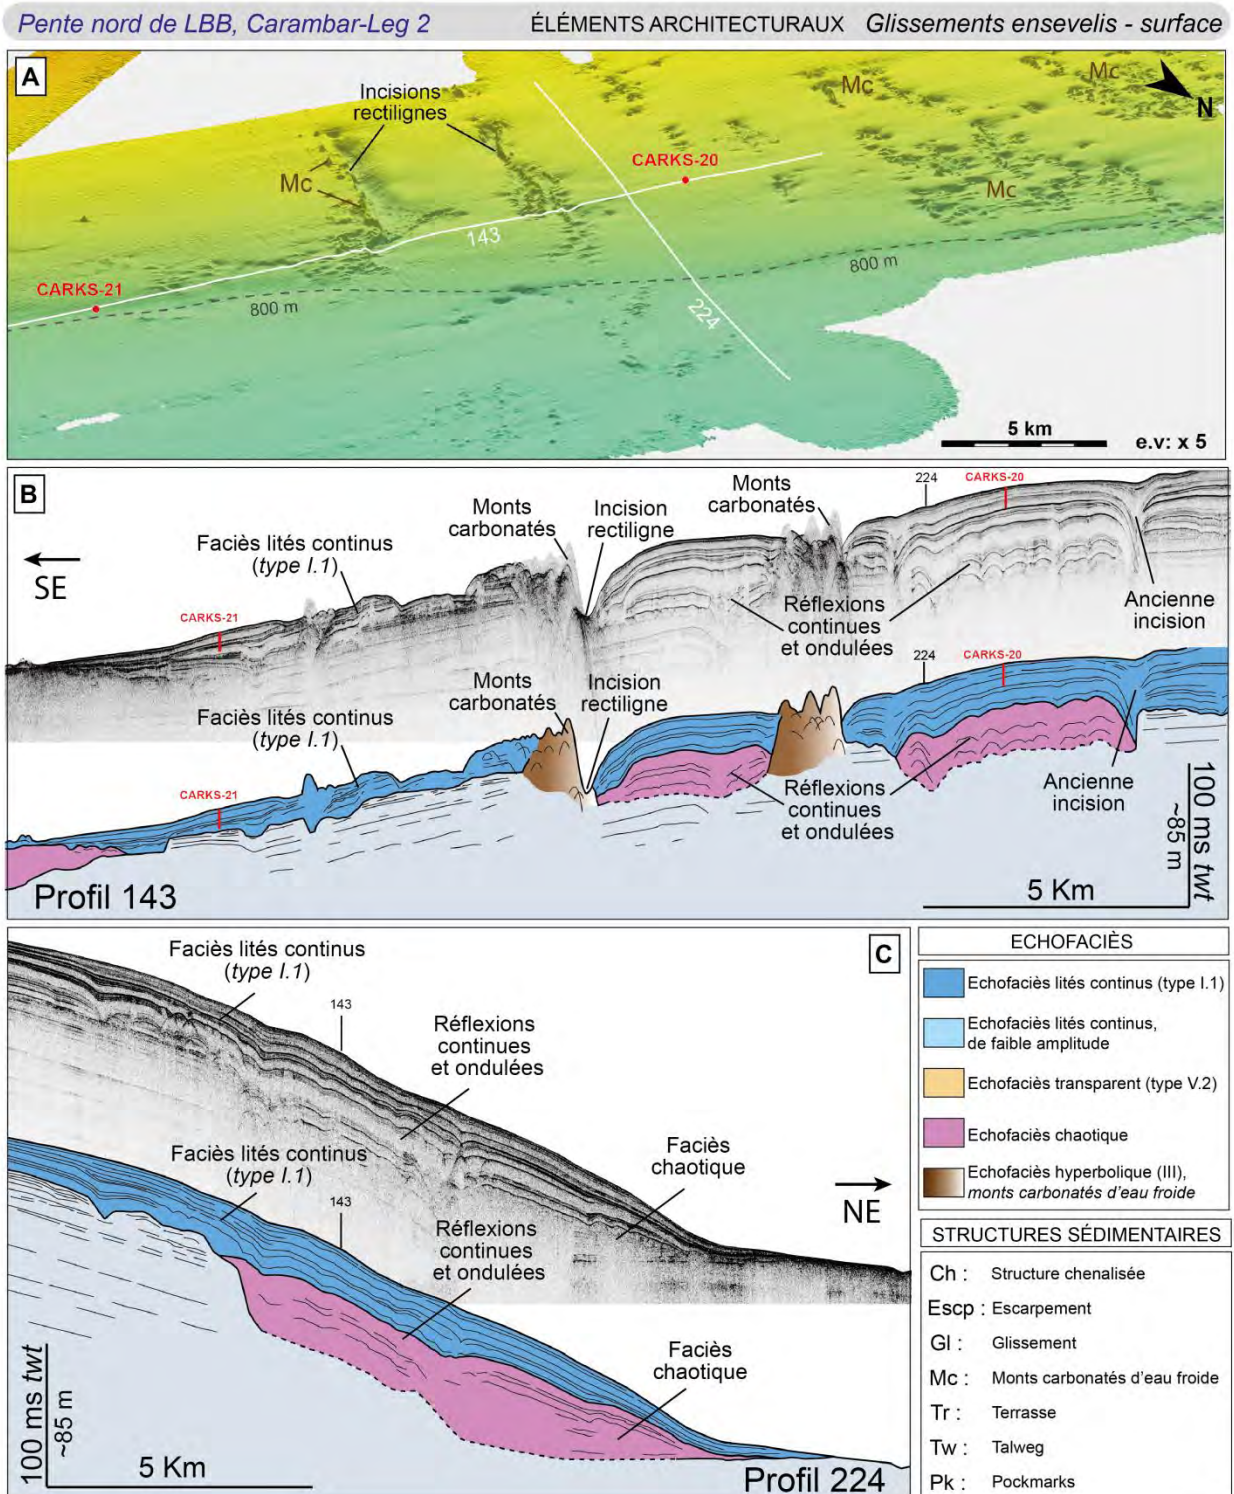 Pente nord de LBB, Carambar-Leg 2 ÉLÉMENTS ARCHITECTURAUX Glissements ensevelis - surface
A
Incisions
rectilignes
Mc
Mc
Mc
N
CARKS-20
Mc
Mc
143
CARKS-21
800 m
800 m
224
5 km
e.v: x 5
B
SE
Faciès lités continu
(type I.1)
CARKS-21
Monts
carbonatés
Incision
rectiligne
Monts
carbonatés
224
CARKS-20
Réflexions
continues
et ondulées
Ancienne
incision
Faciès lités continu
(type I.1)
CARKS-21
Monts
carbonatés
Incision
rectiligne
224
CARKS-20
Réflexions
continues
et ondulées
Ancienne
incision
100 ms twt
~85 m
5 Km
Profil 143
C
Faciès lités continu
(type I.1)
143
Réflexions
continues
et ondulées
Faciès
chaotique
NE
Faciès lités continu
(type I.1)
143
Réflexions
continues
et ondulées
Faciès
chaotique
100 ms twt
~85 m
5 Km
Profil 224
ECHOFACIÈS
Echofaciès lités continus (type I.1)
Echofaciès lités continus,
de faible amplitude
Echofaciès transparent (type V.2)
Echofaciès chaotique
Echofaciès hyperbolique (III),
monts carbonatés d'eau froide
STRUCTURES SÉDIMENTAIRES
Ch : Structure chenalisée
Escp : Escarpement
Gl : Glissement
Mc : Monts carbonatés d'eau froide
Tr : Terrasse
Tw : Talweg
Pk : Pockmarks